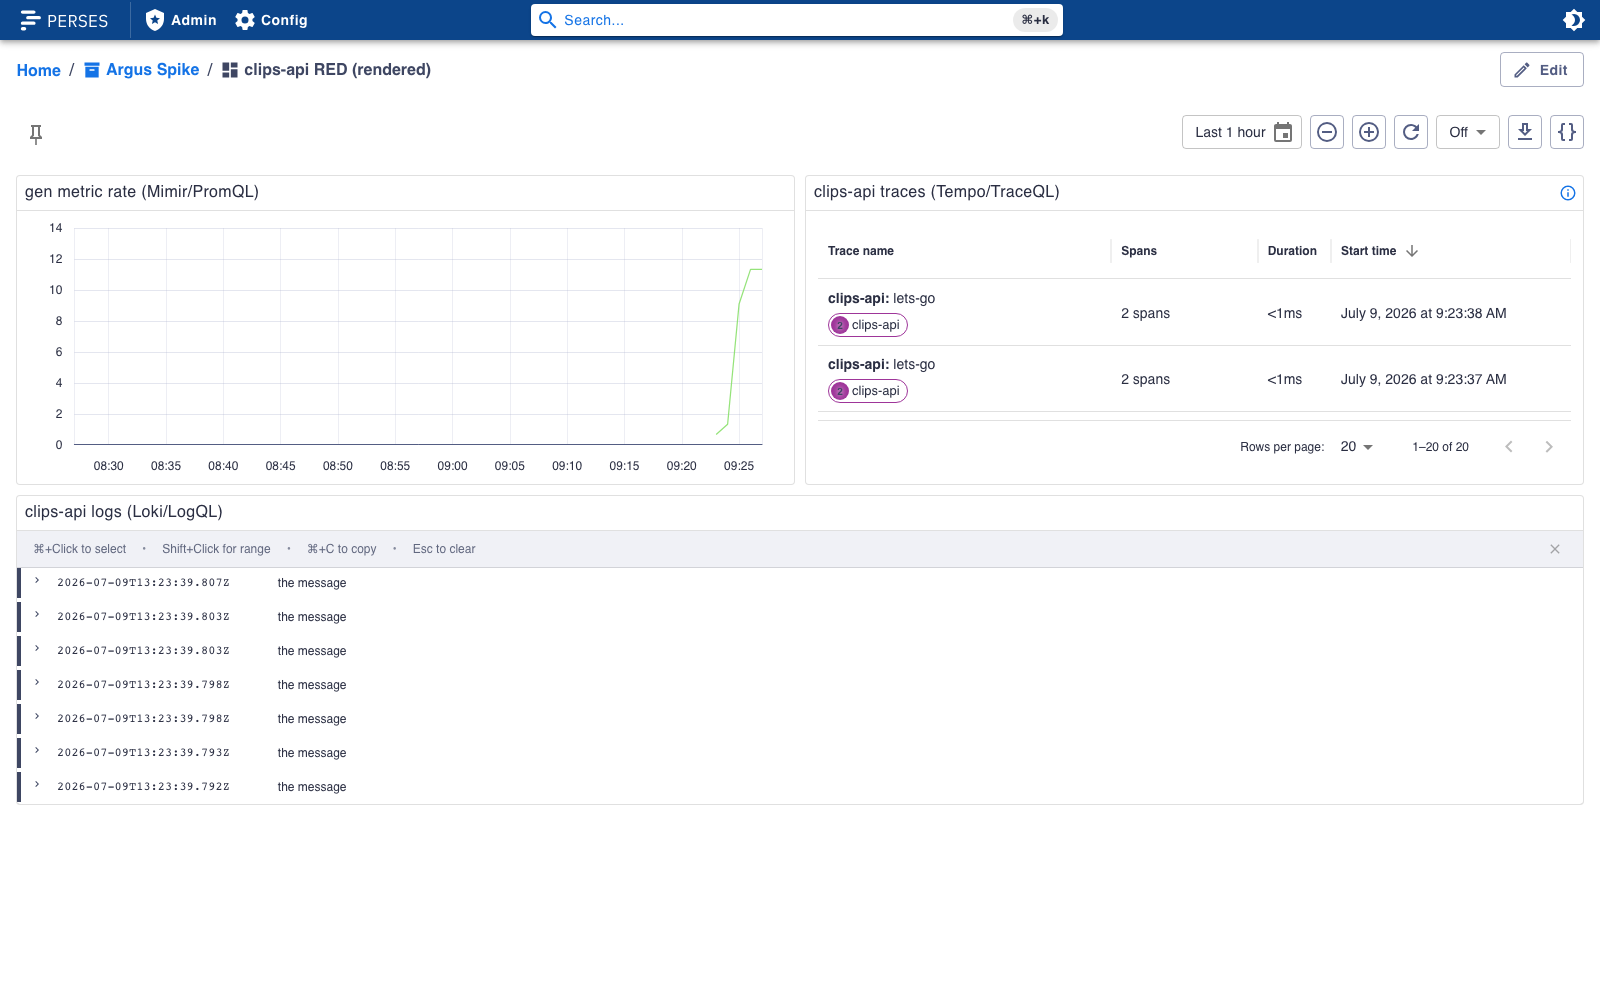 PERSES
Admin
Config
Search...
⌘+k
Home / Argus Spike / clips-api RED (rendered)
Edit
Last 1 hour
Off
{}
gen metric rate (Mimir/PromQL)
14
12
10
8
6
4
2
0
08:30 08:35 08:40 08:45 08:50 08:55 09:00 09:05 09:10 09:15 09:20 09:25
clips-api traces (Tempo/TraceQL)
Trace name Spans Duration Start time
clips-api: lets-go
2 clips-api
2 spans <1ms July 9, 2026 at 9:23:38 AM
clips-api: lets-go
2 clips-api
2 spans <1ms July 9, 2026 at 9:23:37 AM
Rows per page: 20 1–20 of 20
clips-api logs (Loki/LogQL)
⌘+Click to select • Shift+Click for range • ⌘+C to copy • Esc to clear
2026-07-09T13:23:39.807Z the message
2026-07-09T13:23:39.803Z the message
2026-07-09T13:23:39.803Z the message
2026-07-09T13:23:39.798Z the message
2026-07-09T13:23:39.798Z the message
2026-07-09T13:23:39.793Z the message
2026-07-09T13:23:39.792Z the message